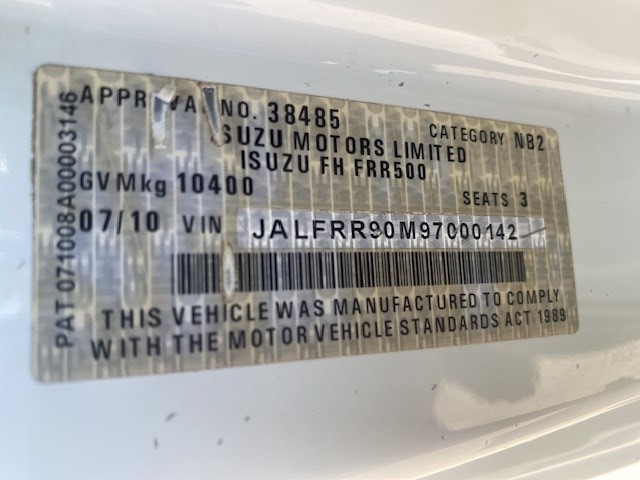 APPROVAL NO. 38485 CATEGORY NB2
ISUZU MOTORS LIMITED
ISUZU FH FRR500
GVMkg 10400 SEATS 3
07/10 VIN JALFRR90M97000142
THIS VEHICLE WAS MANUFACTURED TO COMPLY
WITH THE MOTOR VEHICLE STANDARDS ACT 1989
PAT 071008A00003146